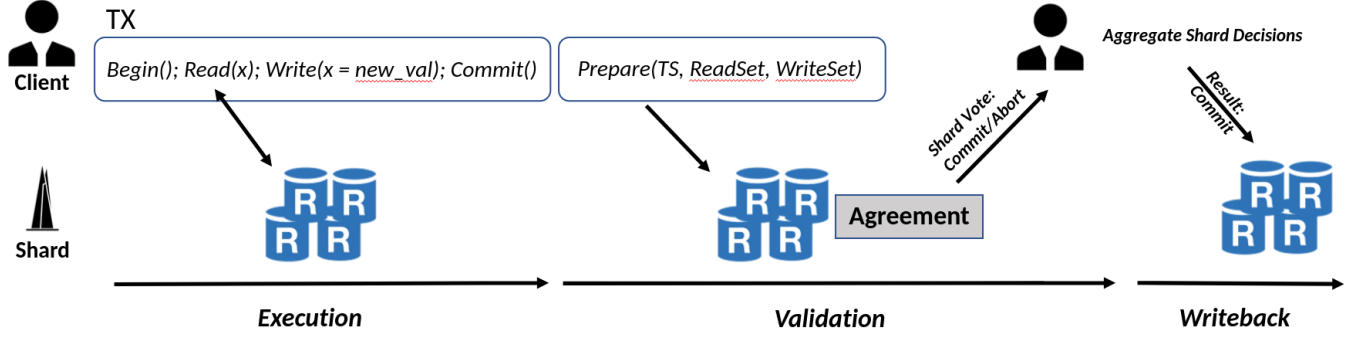 TX
Client
Begin(); Read(x); Write(x = new_val); Commit()
Prepare(TS, ReadSet, WriteSet)
Shard Vote:
Commit/Abort
Aggregate Shard Decisions
Result:
Commit
Shard
R R
R R
R R
R R
Agreement
R R
R R
Execution
Validation
Writeback